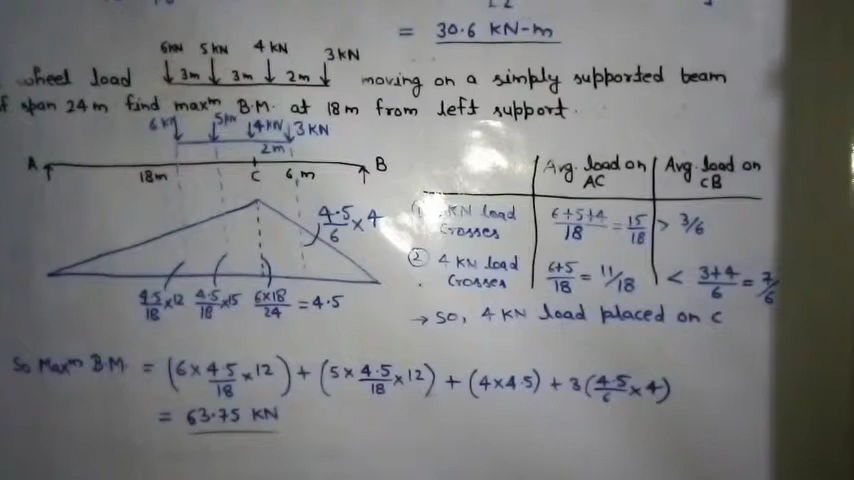 = 30.6 KN-m
6KN 5KN 4KN 3KN
wheel load 3m 3m 2m moving on a simply supported beam
of span 24m find maxm B.M. at 18m from left support.
6KN 5KN 4KN 3KN
2m
A B
18m C 6m
4.5/6 x 4
4.5/18 x12 4.5/18 x15 6x18/24 = 4.5
Avg. load on AC Avg. load on CB
KN load crosses 6+5+4/18 = 15/18 > 3/6
② 4 KN load crosses 6+5/18 = 11/18 < 3+4/6 = 7/6
→ So, 4 KN load placed on C
So Maxm B.M. = (6 x 4.5/18 x 12) + (5 x 4.5/18 x 12) + (4 x 4.5) + 3(4.5/6 x 4)
= 63.75 KN